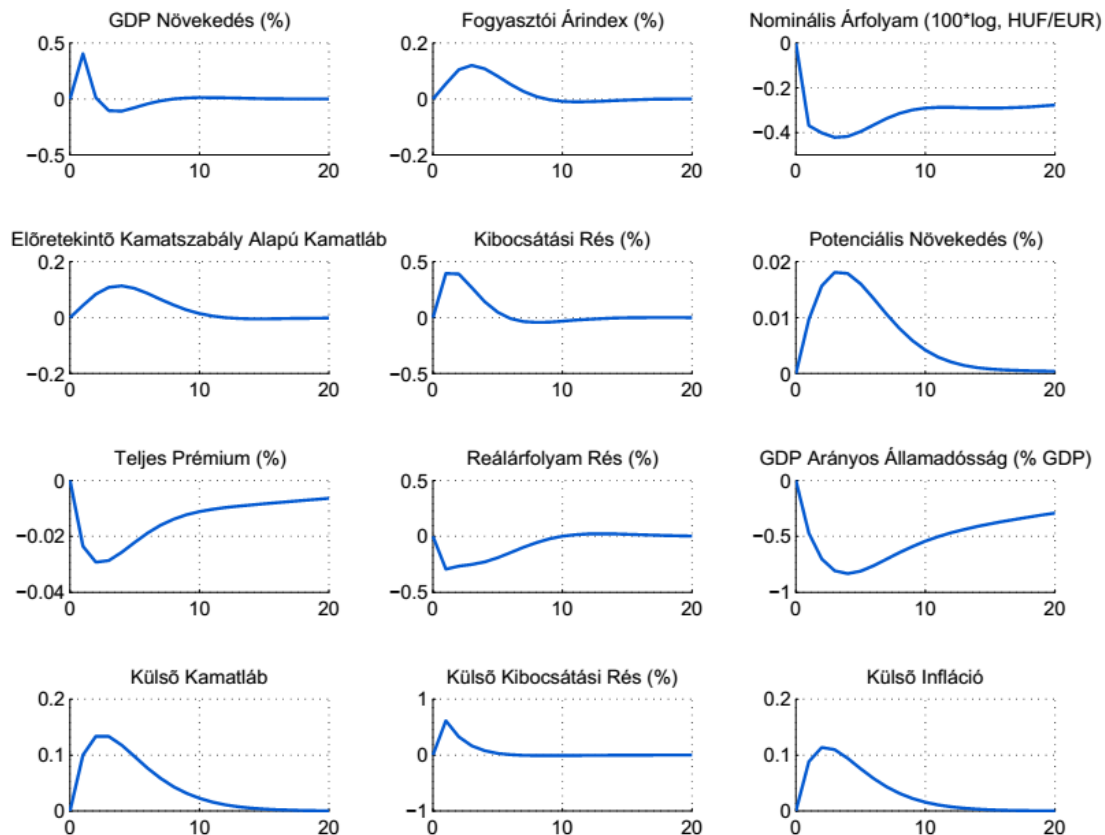 GDP Növekedés (%) Fogyasztói Árindex (%) Nominális Árfolyam (100*log, HUF/EUR)
0.5 0.2 0
0 0 −0.2
−0.5 −0.2 −0.4
0 10 20 0 10 20 0 10 20
Elõretekintõ Kamatszabály Alapú Kamatláb Kibocsátási Rés (%) Potenciális Növekedés (%)
0.2 0.5 0.02
0 0 0.01
−0.2 −0.5 0
0 10 20 0 10 20 0 10 20
Teljes Prémium (%) Reálárfolyam Rés (%) GDP Arányos Államadósság (% GDP)
0 0.5 0
−0.02 0 −0.5
−0.04 −0.5 −1
0 10 20 0 10 20 0 10 20
Külsõ Kamatláb Külsõ Kibocsátási Rés (%) Külsõ Infláció
0.2 1 0.2
0.1 0 0.1
0 −1 0
0 10 20 0 10 20 0 10 20